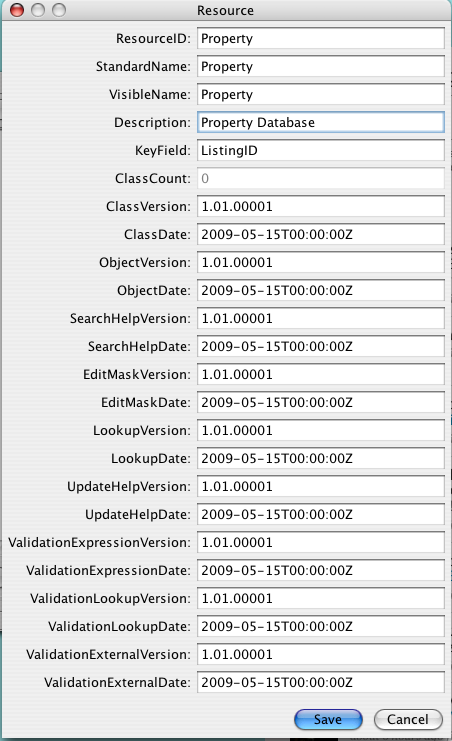 Resource
ResourceID: Property
StandardName: Property
VisibleName: Property
Description: Property Database
KeyField: ListingID
ClassCount: 0
ClassVersion: 1.01.00001
ClassDate: 2009-05-15T00:00:00Z
ObjectVersion: 1.01.00001
ObjectDate: 2009-05-15T00:00:00Z
SearchHelpVersion: 1.01.00001
SearchHelpDate: 2009-05-15T00:00:00Z
EditMaskVersion: 1.01.00001
EditMaskDate: 2009-05-15T00:00:00Z
LookupVersion: 1.01.00001
LookupDate: 2009-05-15T00:00:00Z
UpdateHelpVersion: 1.01.00001
UpdateHelpDate: 2009-05-15T00:00:00Z
ValidationExpressionVersion: 1.01.00001
ValidationExpressionDate: 2009-05-15T00:00:00Z
ValidationLookupVersion: 1.01.00001
ValidationLookupDate: 2009-05-15T00:00:00Z
ValidationExternalVersion: 1.01.00001
ValidationExternalDate: 2009-05-15T00:00:00Z
Save Cancel